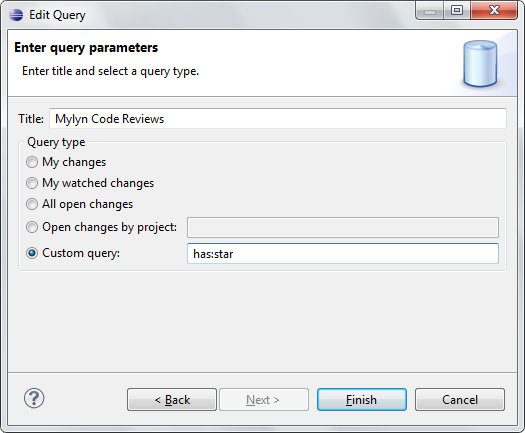 Edit Query
Enter query parameters
Enter title and select a query type.
Title: Mylyn Code Reviews
Query type
My changes
My watched changes
All open changes
Open changes by project:
Custom query: has:star
? < Back Next > Finish Cancel